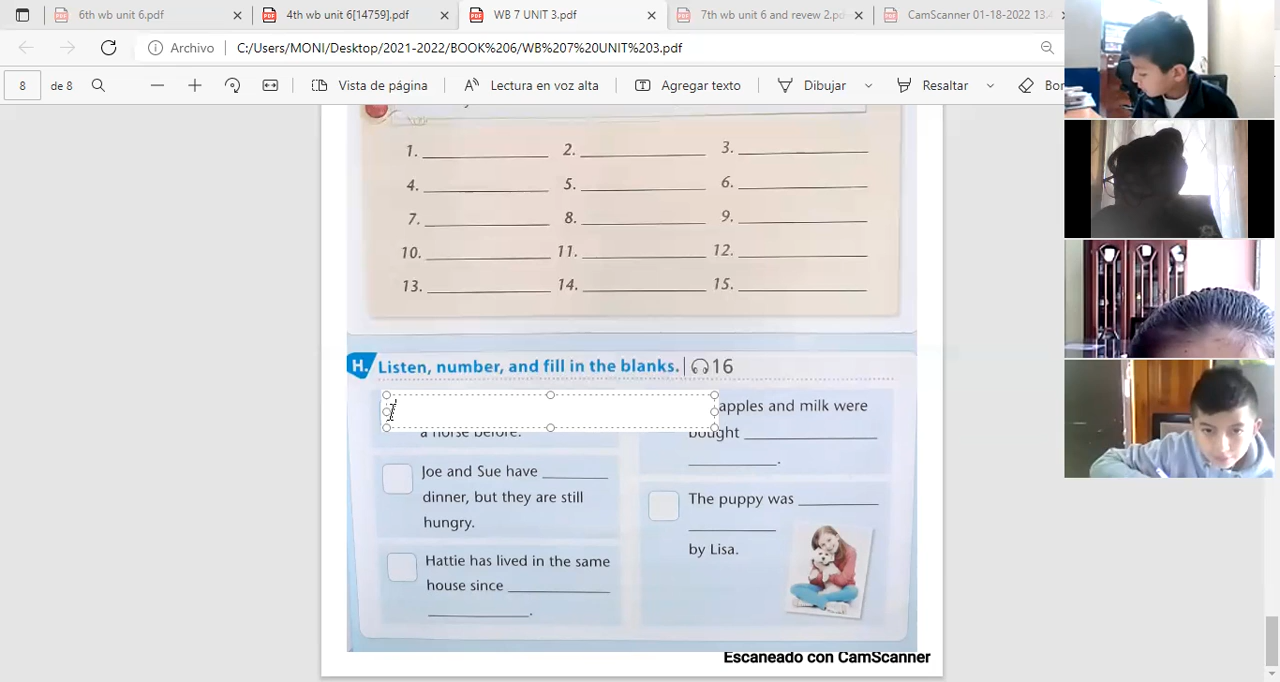 6th wb unit 6.pdf
4th wb unit 6[14759].pdf
WB 7 UNIT 3.pdf
7th wb unit 6 and revew 2.pd
CamScanner 01-18-2022 13.
Archivo
C:/Users/MONI/Desktop/2021-2022/BOOK%206/WB%207%20UNIT%203.pdf
8 de 8
Vista de página
Lectura en voz alta
Agregar texto
Dibujar
Resaltar
Bor
1. 2. 3.
4. 5. 6.
7. 8. 9.
10. 11. 12.
13. 14. 15.
H. Listen, number, and fill in the blanks. 16
a horse before.
Joe and Sue have
dinner, but they are still
hungry.
Hattie has lived in the same
house since
.
apples and milk were
bought
.
The puppy was
by Lisa.
Escaneado con CamScanner